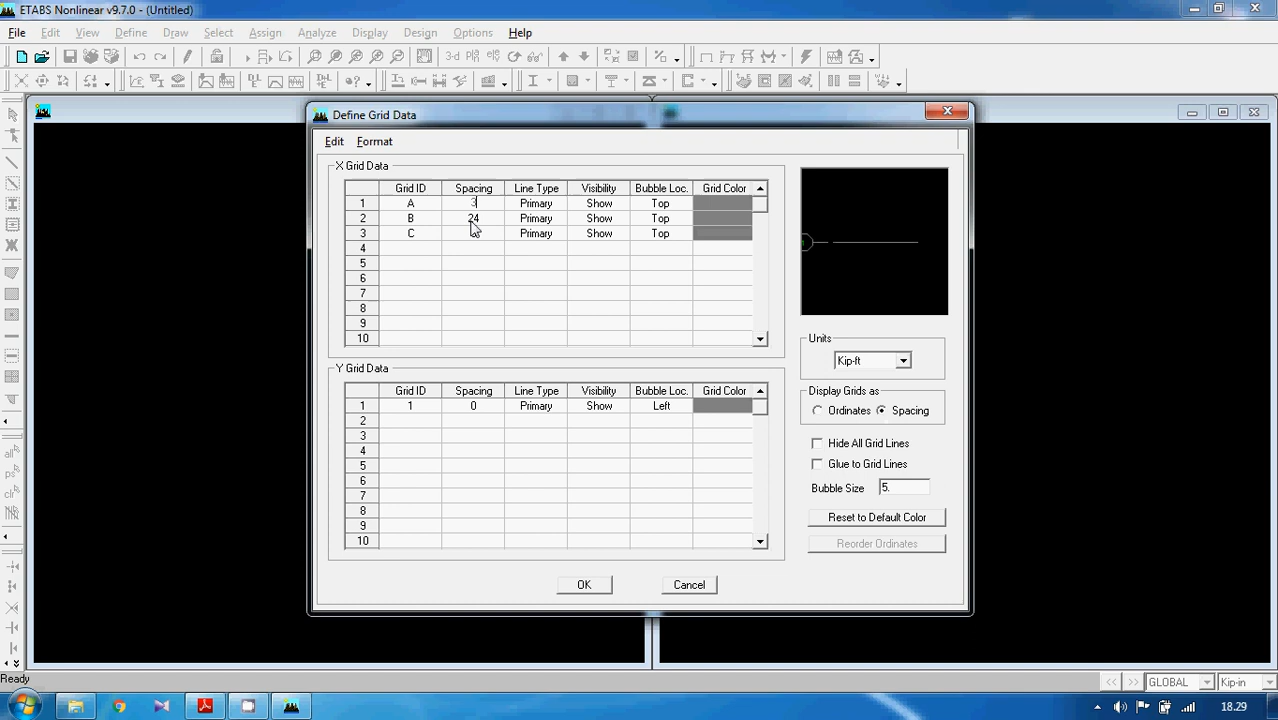 ETABS Nonlinear v9.7.0 - (Untitled)
File Edit View Define Draw Select Assign Analyze Display Design Options Help
3-d
Define Grid Data
Edit Format
X Grid Data
Grid ID Spacing Line Type Visibility Bubble Loc. Grid Color
1 A 3 Primary Show Top
2 B 24 Primary Show Top
3 C Primary Show Top
4
5
6
7
8
9
10
Y Grid Data
Grid ID Spacing Line Type Visibility Bubble Loc. Grid Color
1 1 0 Primary Show Left
2
3
4
5
6
7
8
9
10
1
Units
Kip-ft
Display Grids as
Ordinates Spacing
Hide All Grid Lines
Glue to Grid Lines
Bubble Size 5.
Reset to Default Color
Reorder Ordinates
OK Cancel
all
ps
clr
Ready
GLOBAL Kip-in
18.29